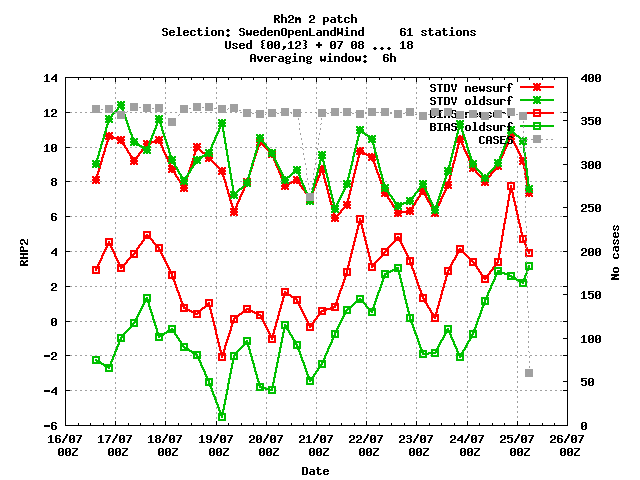 Rh2m 2 patch
Selection: SwedenOpenLandWind 61 stations
Used {00,12} + 07 08 ... 18
Averaging window: 6h
14
12
10
8
6
4
2
0
-2
-4
-6
RHP2
400
350
300
250
200
150
100
50
0
No cases
STDV newsurf
STDV oldsurf
BIAS newsurf
BIAS oldsurf
CASES
16/07 17/07 18/07 19/07 20/07 21/07 22/07 23/07 24/07 25/07 26/07
00Z 00Z 00Z 00Z 00Z 00Z 00Z 00Z 00Z 00Z 00Z
Date